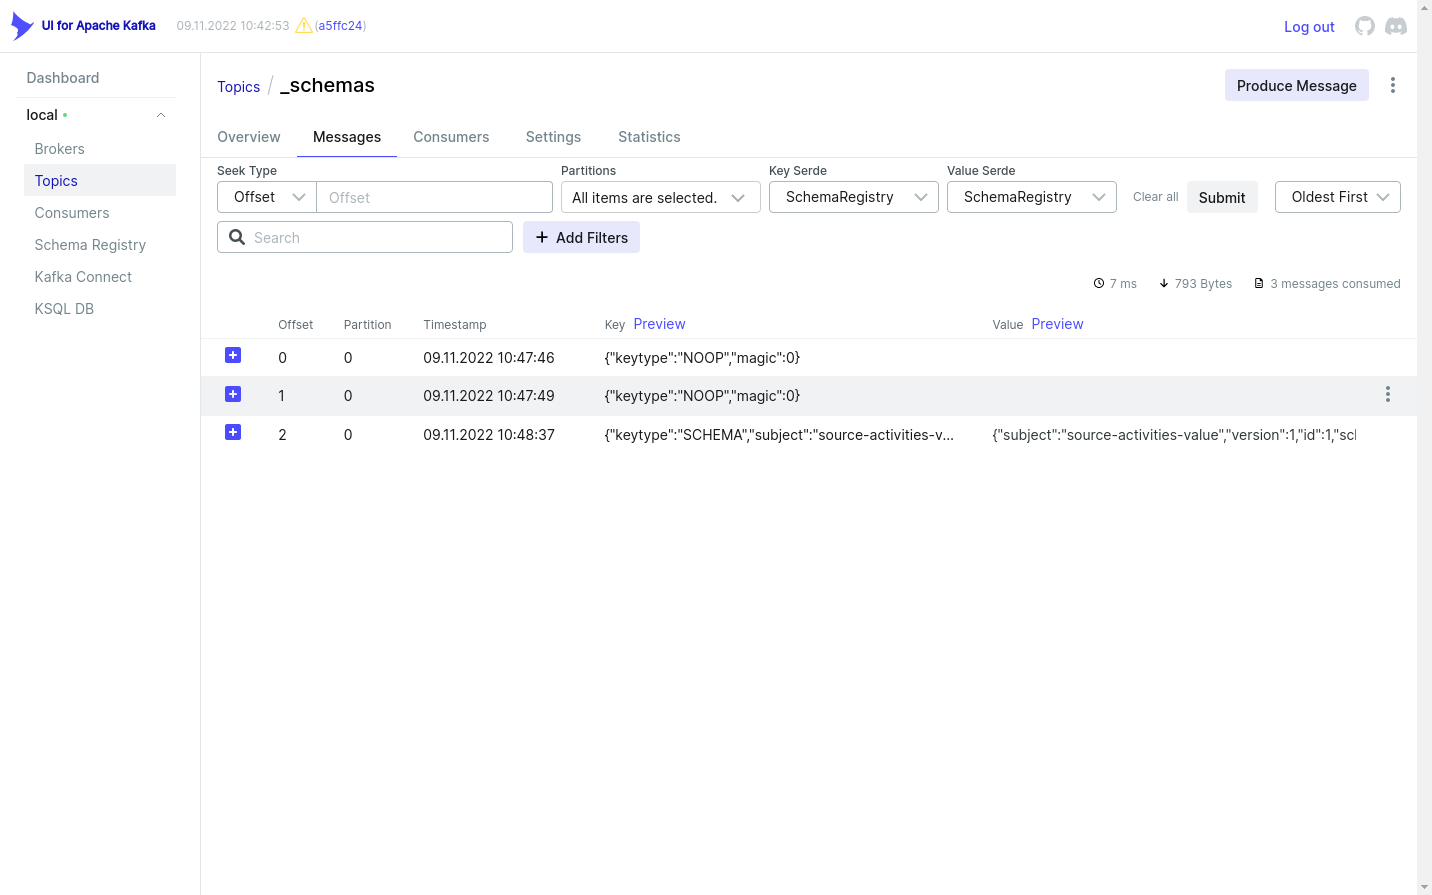 UI for Apache Kafka 09.11.2022 10:42:53 (a5ffc24) Log out
Dashboard
local
Brokers
Topics
Consumers
Schema Registry
Kafka Connect
KSQL DB
Topics / _schemas Produce Message
Overview Messages Consumers Settings Statistics
Seek Type Partitions Key Serde Value Serde
Offset Offset All items are selected. SchemaRegistry SchemaRegistry Clear all Submit Oldest First
Search + Add Filters
7 ms 793 Bytes 3 messages consumed
Offset Partition Timestamp Key Preview Value Preview
0 0 09.11.2022 10:47:46 {"keytype":"NOOP","magic":0}
1 0 09.11.2022 10:47:49 {"keytype":"NOOP","magic":0}
2 0 09.11.2022 10:48:37 {"keytype":"SCHEMA","subject":"source-activities-v... {"subject":"source-activities-value","version":1,"id":1,"scl